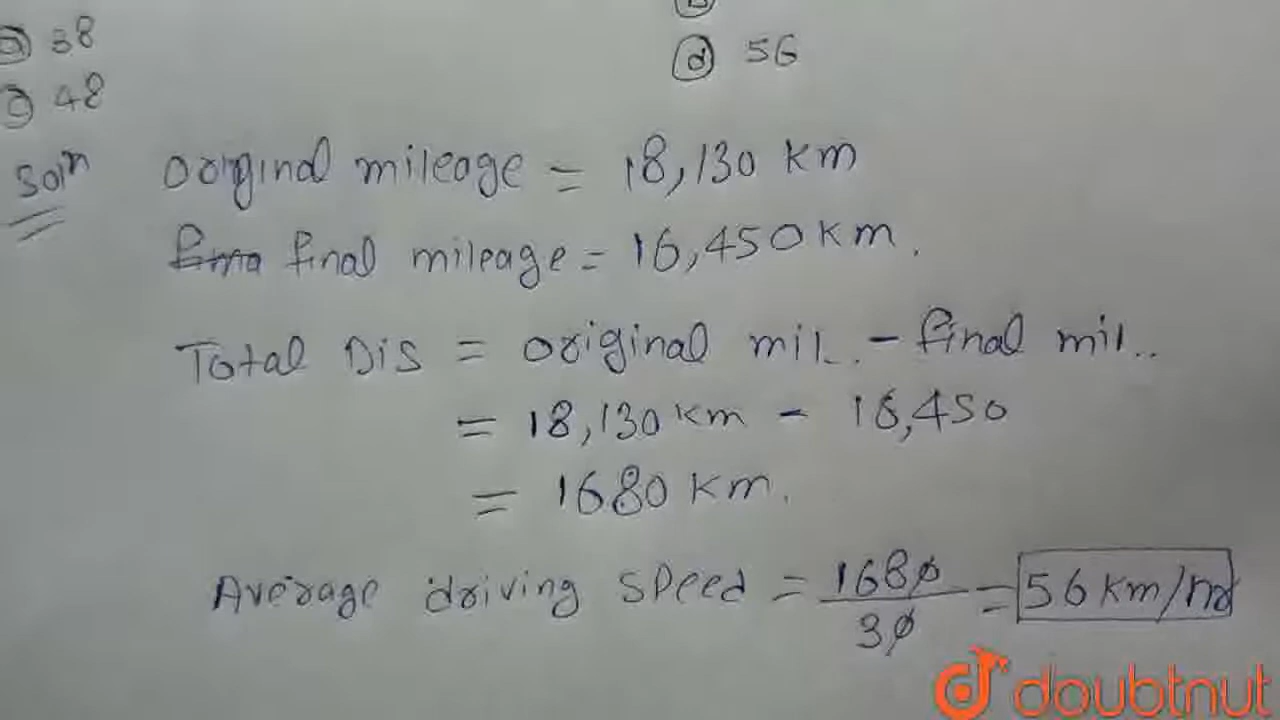 (a) 38
(d) 56
(c) 48
Soln Original mileage = 18,130 km
final mileage = 16,450 km.
Total Dis = original mil.. - final mil..
= 18,130 km - 16,450
= 1680 km.
Average driving speed = 1680/30 = 56 km/hr
doubtnut